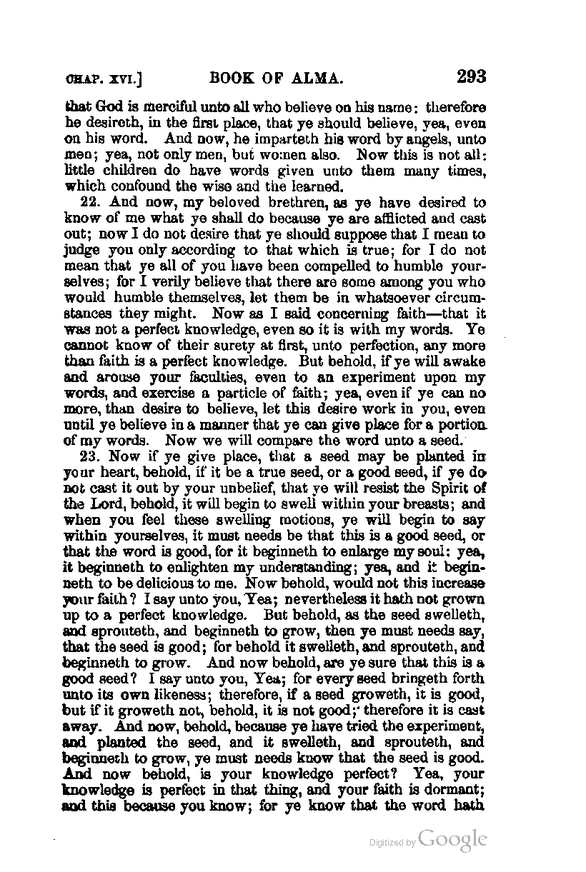 CHAP. XVI.] BOOK OF ALMA. 293
that God is merciful unto all who believe on his name: therefore
he desireth, in the first place, that ye should believe, yea, even
on his word. And now, he imparteth his word by angels, unto
men; yea, not only men, but women also. Now this is not all:
little children do have words given unto them many times,
which confound the wise and the learned.
22. And now, my beloved brethren, as ye have desired to
know of me what ye shall do because ye are afflicted and cast
out; now I do not desire that ye should suppose that I mean to
judge you only according to that which is true; for I do not
mean that ye all of you have been compelled to humble your-
selves; for I verily believe that there are some among you who
would humble themselves, let them be in whatsoever circum-
stances they might. Now as I said concerning faith—that it
was not a perfect knowledge, even so it is with my words. Ye
cannot know of their surety at first, unto perfection, any more
than faith is a perfect knowledge. But behold, if ye will awake
and arouse your faculties, even to an experiment upon my
words, and exercise a particle of faith; yea, even if ye can no
more, than desire to believe, let this desire work in you, even
until ye believe in a manner that ye can give place for a portion
of my words. Now we will compare the word unto a seed.
23. Now if ye give place, that a seed may be planted in
your heart, behold, if it be a true seed, or a good seed, if ye do
not cast it out by your unbelief, that ye will resist the Spirit of
the Lord, behold, it will begin to swell within your breasts; and
when you feel these swelling motions, ye will begin to say
within yourselves, it must needs be that this is a good seed, or
that the word is good, for it beginneth to enlarge my soul: yea,
it beginneth to enlighten my understanding; yea, and it begin-
neth to be delicious to me. Now behold, would not this increase
your faith? I say unto you, Yea; nevertheless it hath not grown
up to a perfect knowledge. But behold, as the seed swelleth,
and sprouteth, and beginneth to grow, then ye must needs say,
that the seed is good; for behold it swelleth, and sprouteth, and
beginneth to grow. And now behold, are ye sure that this is a
good seed? I say unto you, Yea; for every seed bringeth forth
unto its own likeness; therefore, if a seed groweth, it is good,
but if it groweth not, behold, it is not good; therefore it is cast
away. And now, behold, because ye have tried the experiment,
and planted the seed, and it swelleth, and sprouteth, and
beginneth to grow, ye must needs know that the seed is good.
And now behold, is your knowledge perfect? Yea, your
knowledge is perfect in that thing, and your faith is dormant;
and this because you know; for ye know that the word hath
Digitized by Google